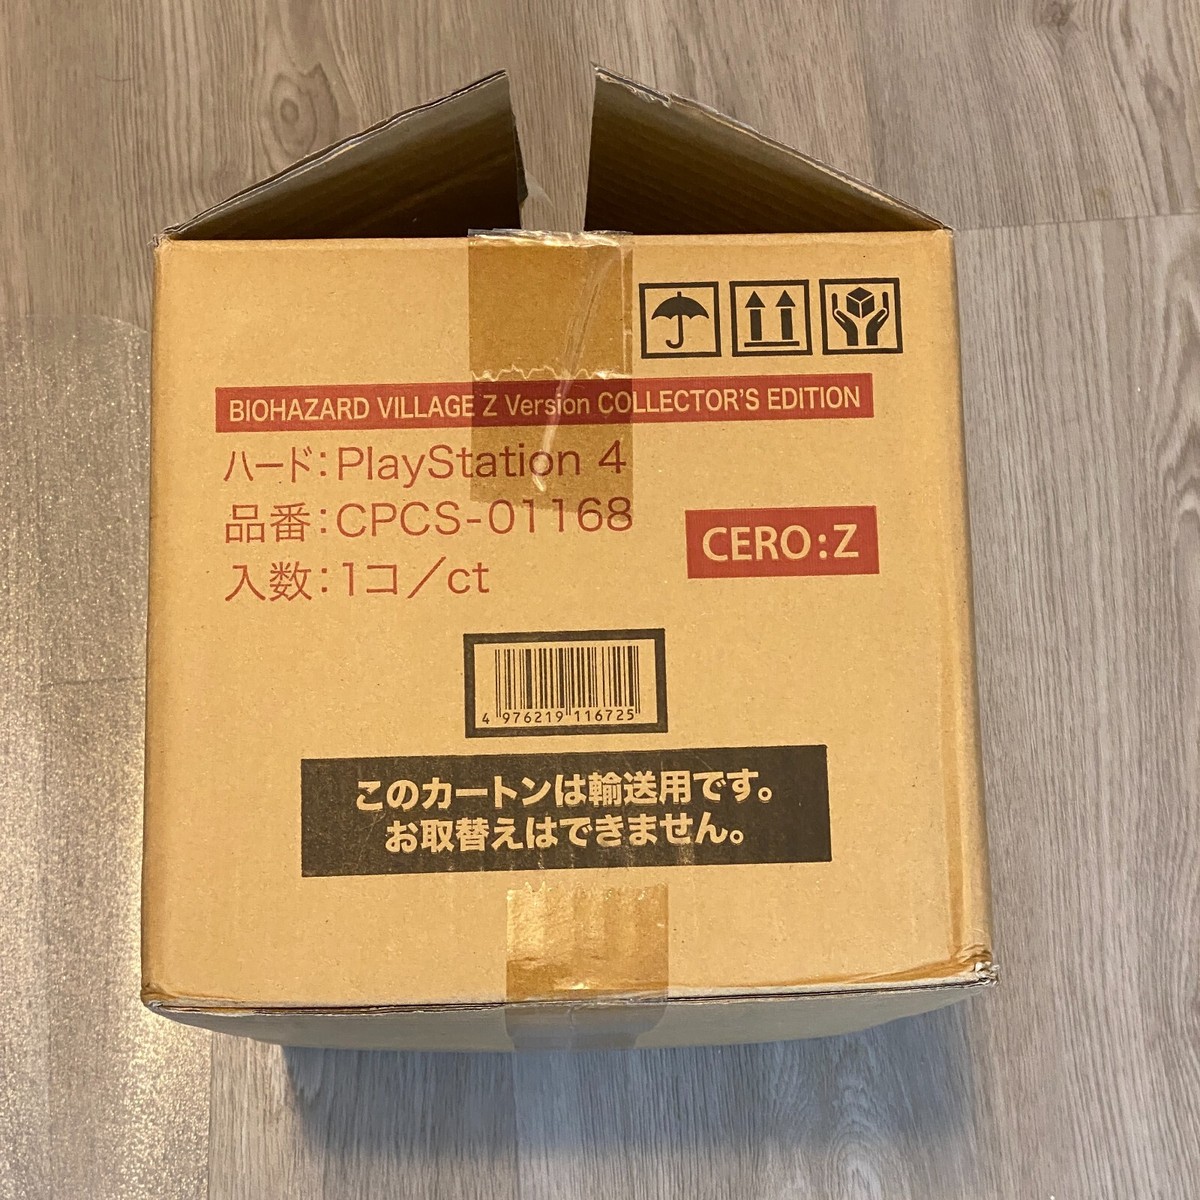 BIOHAZARD VILLAGE Z Version COLLECTOR'S EDITION
ハード:PlayStation 4
品番:CPCS-01168
入数:1コ/ct
CERO:Z
4 976219 116725
このカートンは輸送用です。
お取替えはできません。